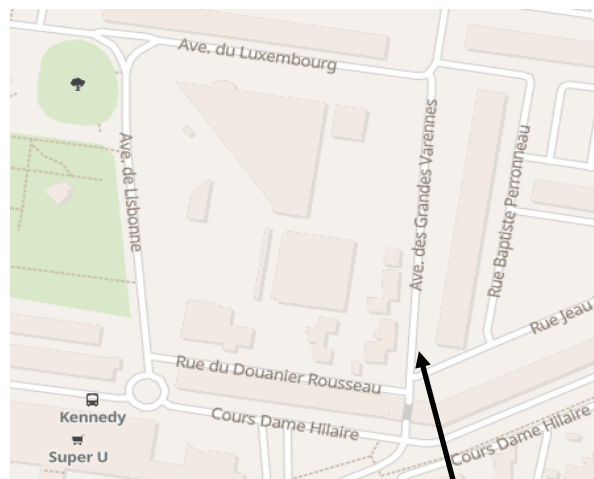 Ave. du Luxembourg
Ave. de Lisbonne
Ave. des Grandes Varennes
Rue Baptiste Perronneau
Rue Jeau
Rue du Douanier Rousseau
Kennedy
Cours Dame Hilaire
Cours Dame Hilaire
Super U